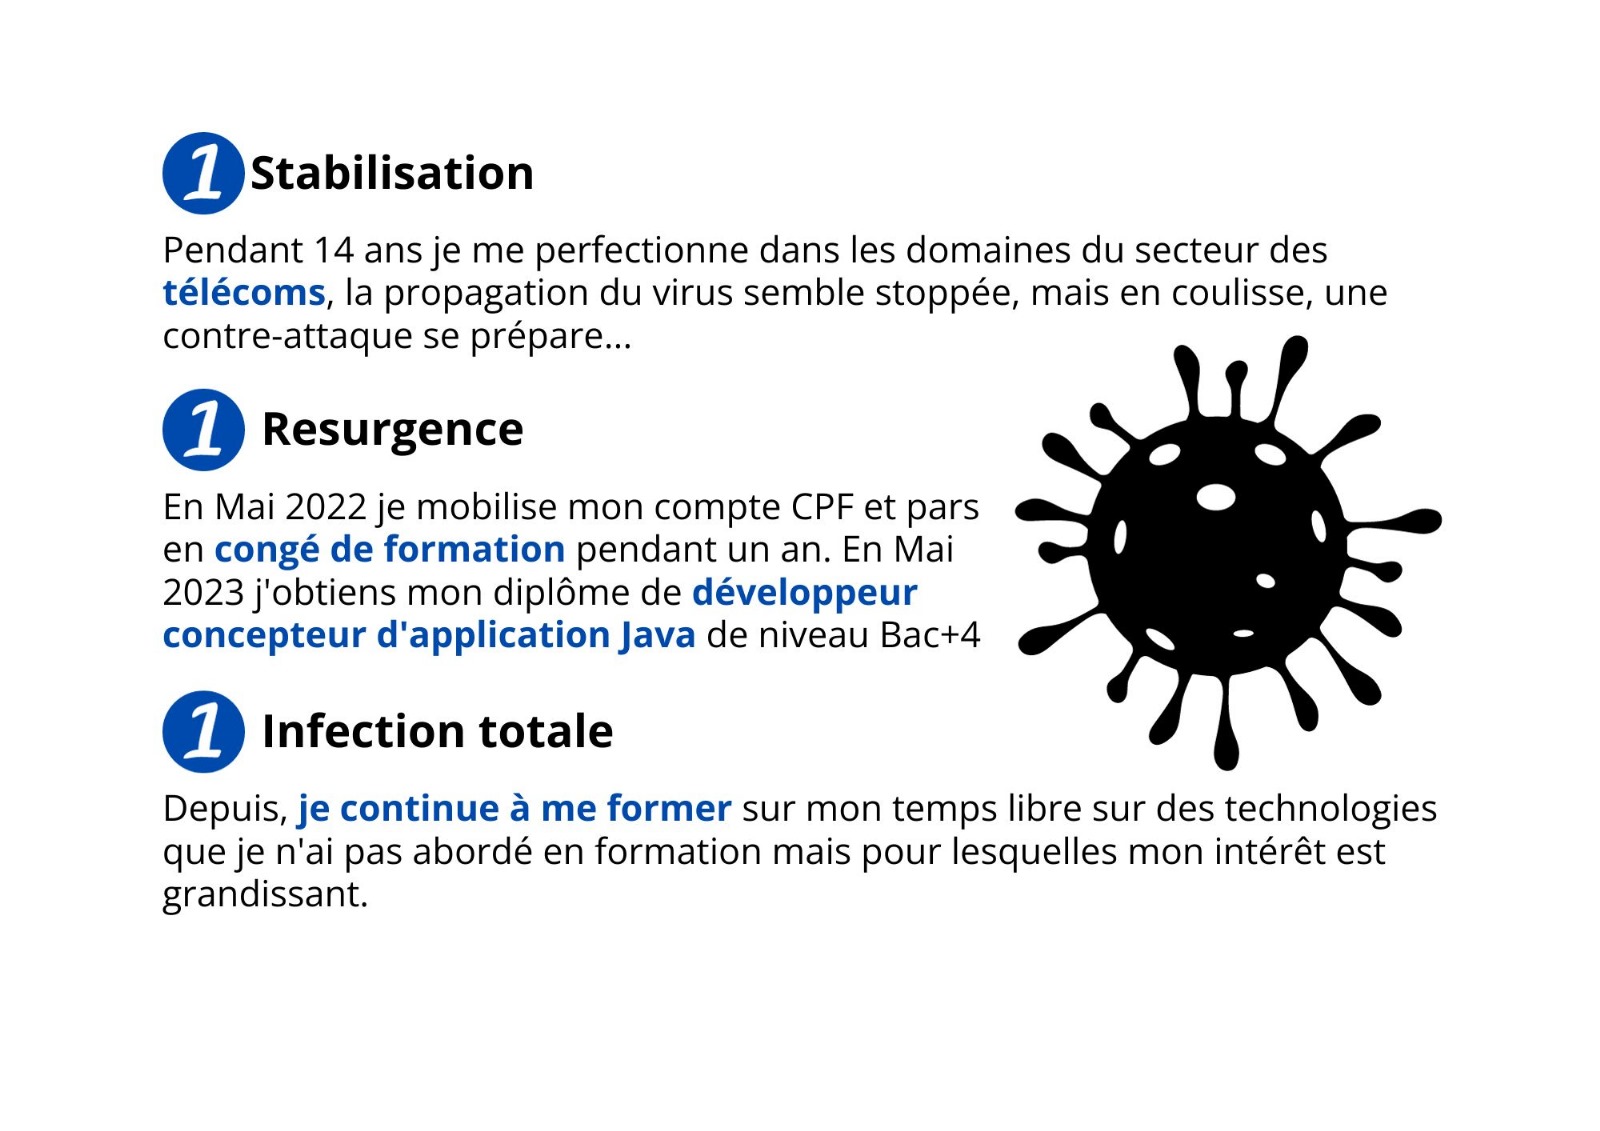 1 Stabilisation
Pendant 14 ans je me perfectionne dans les domaines du secteur des
télécoms, la propagation du virus semble stoppée, mais en coulisse, une
contre-attaque se prépare...
1 Resurgence
En Mai 2022 je mobilise mon compte CPF et pars
en congé de formation pendant un an. En Mai
2023 j'obtiens mon diplôme de développeur
concepteur d'application Java de niveau Bac+4
1 Infection totale
Depuis, je continue à me former sur mon temps libre sur des technologies
que je n'ai pas abordé en formation mais pour lesquelles mon intérêt est
grandissant.